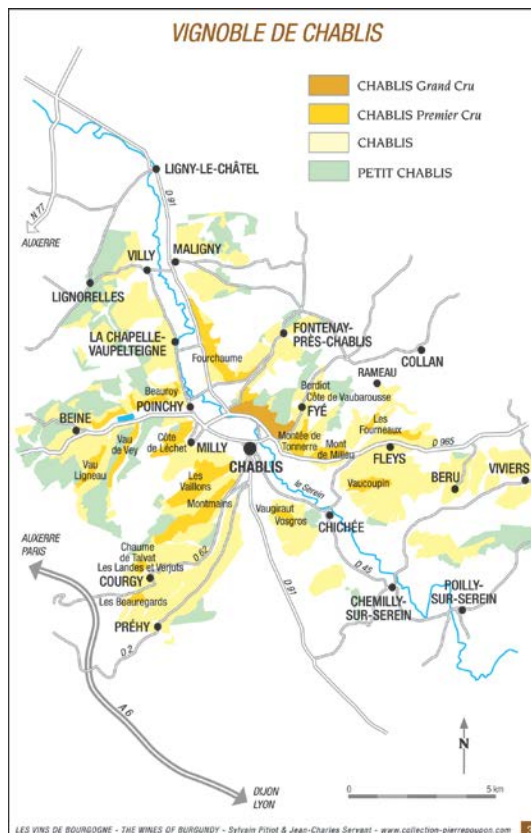 VIGNOBLE DE CHABLIS
CHABLIS Grand Cru
CHABLIS Premier Cru
CHABLIS
PETIT CHABLIS
LIGNY-LE-CHÂTEL
D 91
N 77
AUXERRE
MALIGNY
VILLY
LIGNORELLES
FONTENAY-
PRÈS-CHABLIS
LA CHAPELLE-
VAUPELTEIGNE
Fourchaume
COLLAN
RAMEAU
Berdiot
Côte de Vaubarousse
FYÉ
Beauroy
POINCHY
BEINE
Vau
de Vey
Côte
de Léchet
MILLY
Montée de
Tonnerre
Mont
de Milieu
Les
Fourneaux
D 965
FLEYS
CHABLIS
Vau
Ligneau
Les
Vaillons
Montmains
le Serein
Vaucoupin
BERU
VIVIERS
Vaugiraut
Vosgros
CHICHÉE
AUXERRE
PARIS
Chaume
de Talvat
Les Landes et Verjuts
D 62
COURGY
Les Beauregards
PRÉHY
D 2
D 45
D 91
CHEMILLY-
SUR-SEREIN
POILLY-
SUR-SEREIN
A 6
N
DIJON
LYON
0
5 km
LES VINS DE BOURGOGNE - THE WINES OF BURGUNDY - Sylvain Pitiot & Jean-Charles Servant - www.collection-pierrepoupon.com